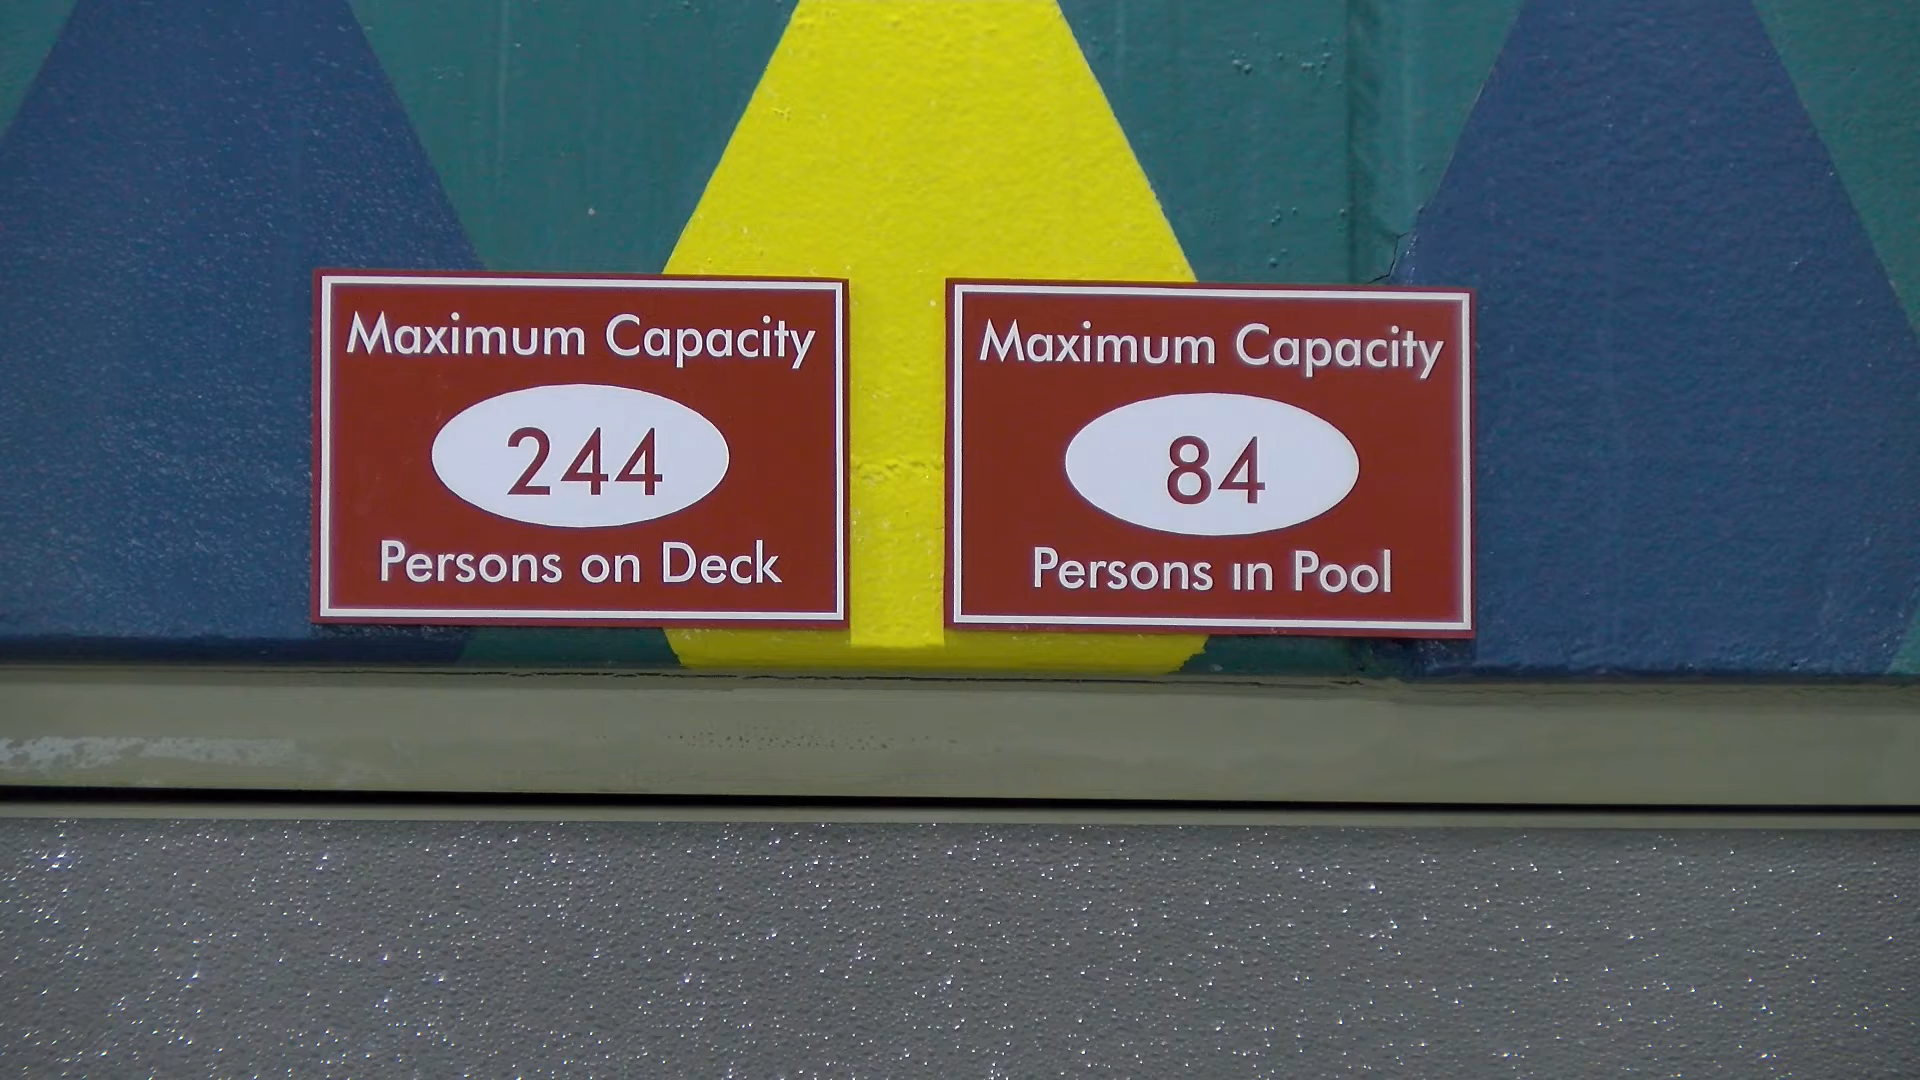 Maximum Capacity
244
Persons on Deck
Maximum Capacity
84
Persons in Pool